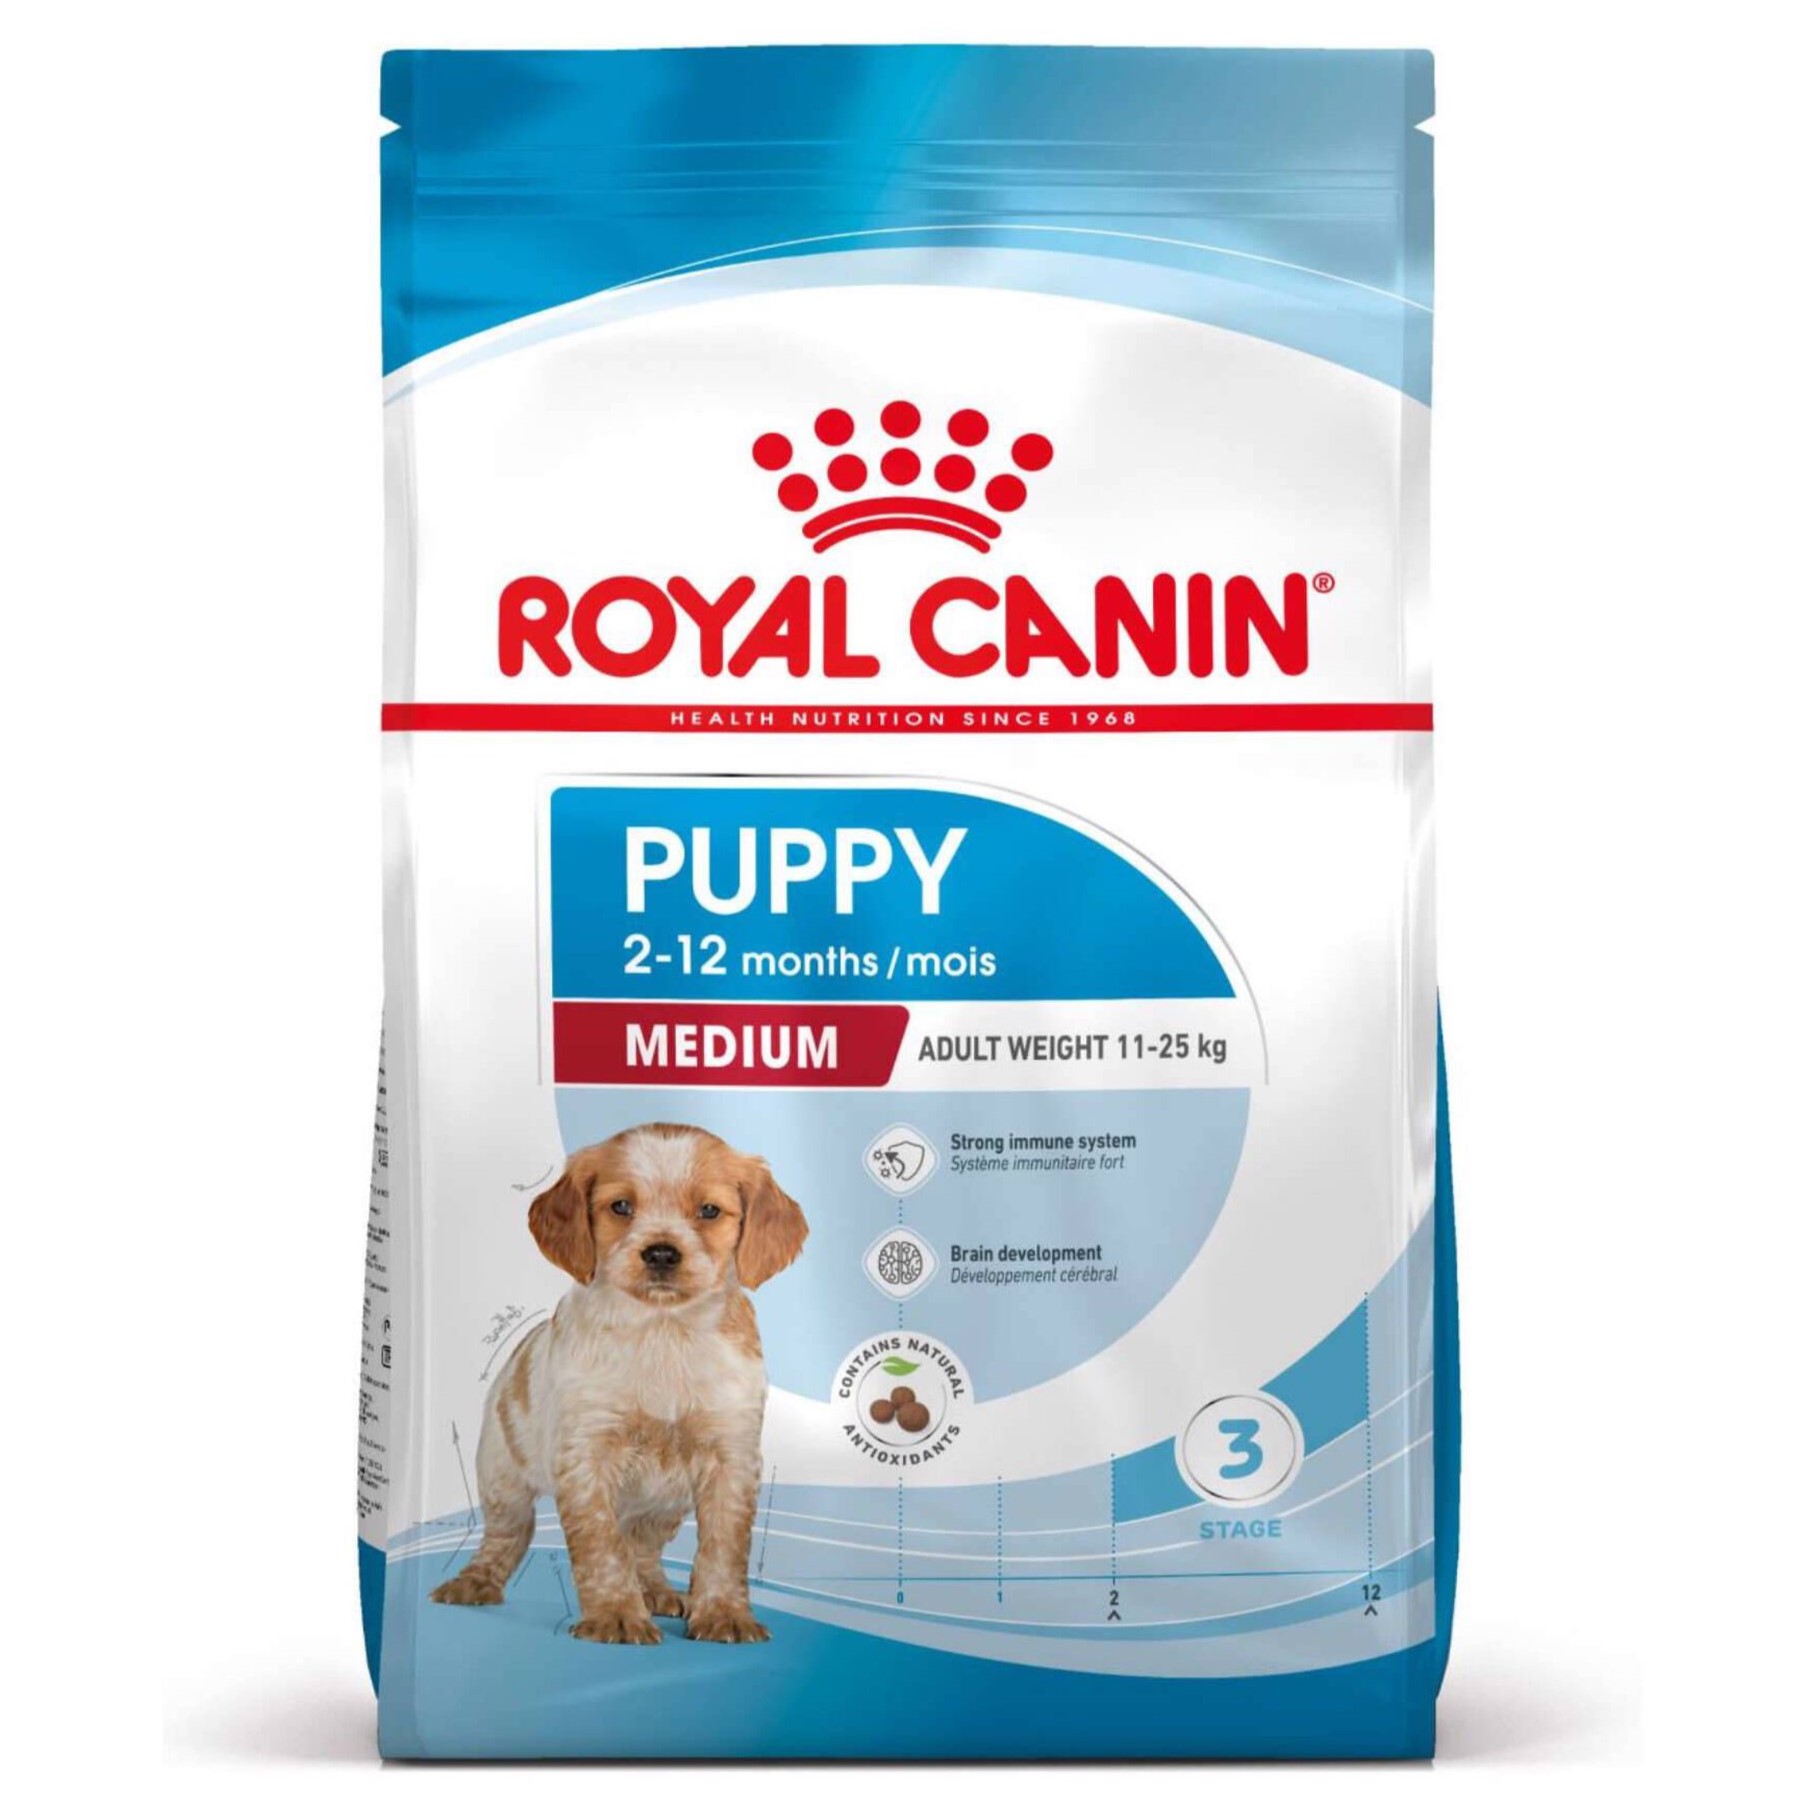 ROYAL CANIN®
HEALTH NUTRITION SINCE 1968
PUPPY
2-12 months / mois
MEDIUM ADULT WEIGHT 11-25 kg
Strong immune system
Système immunitaire fort
Brain development
Développement cérébral
CONTAINS NATURAL
ANTIOXIDANTS
3
STAGE
0 1 2 12